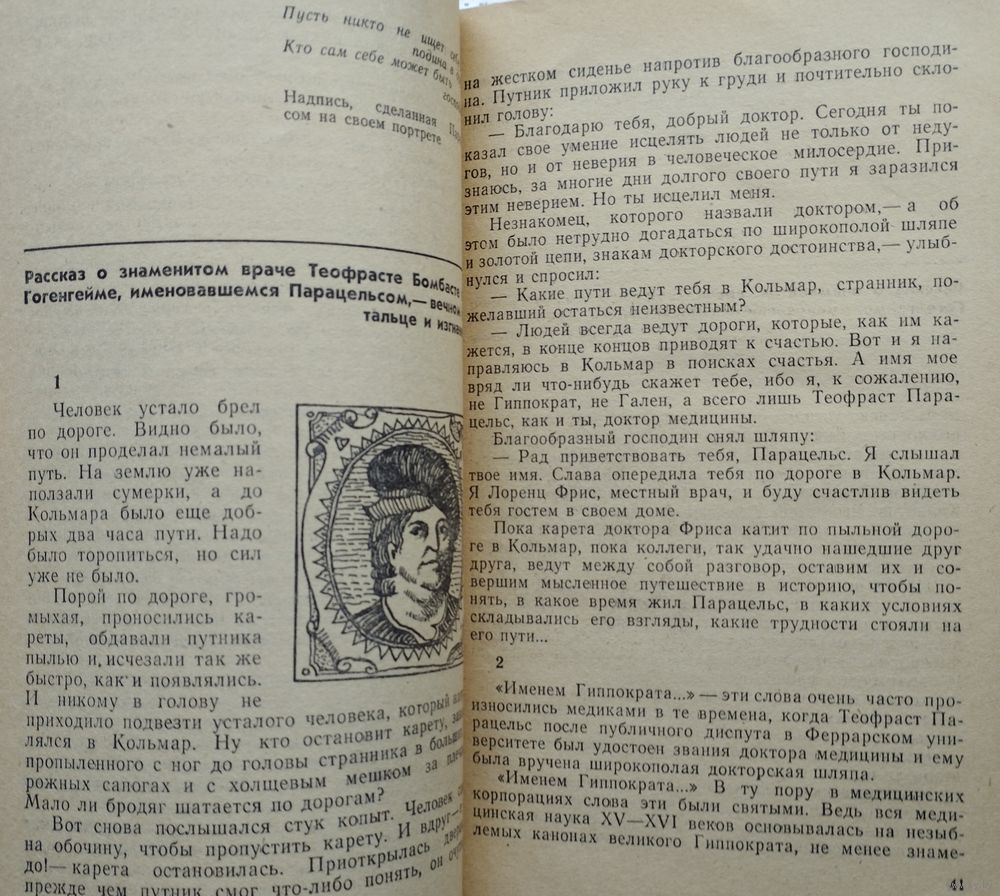 Пусть никто не ищет
подина в
Кто сам себе может быть
Надпись, сделанная
сом на своем портрете
Рассказ о знаменитом враче Теофрасте Бомбасте
Гогенгейме, именовавшемся Парацельсом,—
тальце и
1
Человек устало брел
по дороге. Видно было,
что он проделал немалый
путь. На землю уже на-
ползали сумерки, а до
Кольмара было еще доб-
рых два часа пути. Надо
было торопиться, но сил
уже не было.
Порой по дороге, гро-
мыхая, проносились ка-
реты, обдавали путника
пылью и исчезали так же
быстро, как и появлялись.
И никому в голову не
приходило подвезти усталого человека, который
лялся в Кольмар. Ну кто остановит карету,
пропыленного с ног до головы странника в
рожных сапогах и с холщевым мешком за
Мало ли бродяг шатается по дорогам?
Вот снова послышался стук копыт. Человек
на обочину, чтобы пропустить карету. И вдруг—
до!— карета остановилась. Приоткрылась
прежде чем путник смог что-либо понять, он
на жестком сиденье напротив благообразного господи-
на. Путник приложил руку к груди и почтительно скло-
нил голову:
— Благодарю тебя, добрый доктор. Сегодня ты по-
казал свое умение исцелять людей не только от неду-
гов, но и от неверия в человеческое милосердие. При-
знаюсь, за многие дни долгого своего пути я заразился
этим неверием. Но ты исцелил меня.
Незнакомец, которого назвали доктором,— а об
этом было нетрудно догадаться по широкополой шляпе
и золотой цепи, знакам докторского достоинства,— улыб-
нулся и спросил:
— Какие пути ведут тебя в Кольмар, странник, по-
желавший остаться неизвестным?
— Людей всегда ведут дороги, которые, как им ка-
жется, в конце концов приводят к счастью. Вот и я на-
правляюсь в Кольмар в поисках счастья. А имя мое
вряд ли что-нибудь скажет тебе, ибо я, к сожалению,
не Гиппократ, не Гален, а всего лишь Теофраст Пара-
цельс, как и ты, доктор медицины.
Благообразный господин снял шляпу:
— Рад приветствовать тебя, Парацельс. Я слышал
твое имя. Слава опередила тебя по дороге в Кольмар.
Я Лоренц Фрис, местный врач, и буду счастлив видеть
тебя гостем в своем доме.
Пока карета доктора Фриса катит по пыльной доро-
ге в Кольмар, пока коллеги, так удачно нашедшие друг
друга, ведут между собой разговор, оставим их и со-
вершим мысленное путешествие в историю, чтобы по-
нять, в какое время жил Парацельс, в каких условиях
складывались его взгляды, какие трудности стояли на
его пути...
2
«Именем Гиппократа...» — эти слова очень часто про-
износились медиками в те времена, когда Теофраст Па-
рацельс после публичного диспута в Феррарском уни-
верситете был удостоен звания доктора медицины и ему
была вручена широкополая докторская шляпа.
«Именем Гиппократа...» В ту пору в медицинских
корпорациях слова эти были святыми. Ведь вся меди-
цинская наука XV—XVI веков основывалась на незыб-
лемых канонах великого Гиппократа, не менее знаме-
41